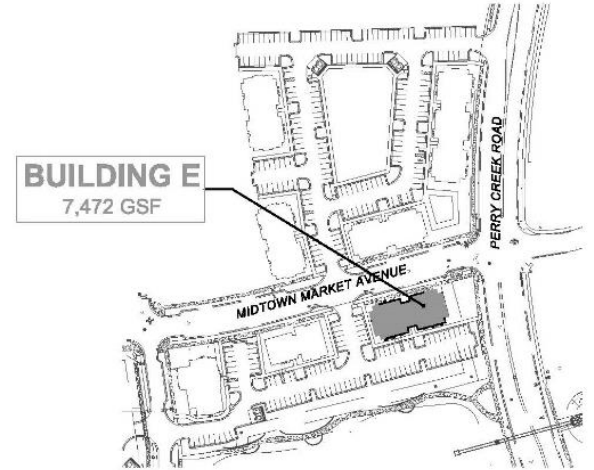 BUILDING E
7,472 GSF
PERRY CREEK ROAD
MIDTOWN MARKET AVENUE